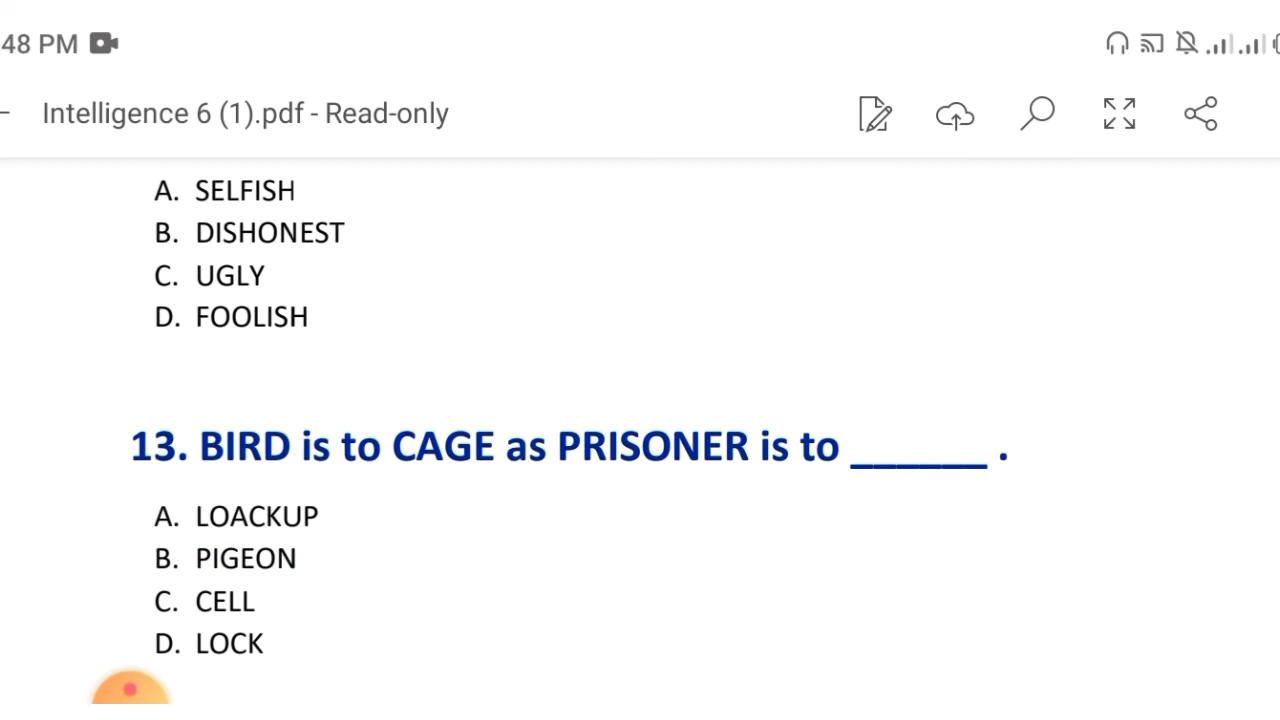 48 PM
Intelligence 6 (1).pdf - Read-only
A. SELFISH
B. DISHONEST
C. UGLY
D. FOOLISH
13. BIRD is to CAGE as PRISONER is to ______ .
A. LOACKUP
B. PIGEON
C. CELL
D. LOCK